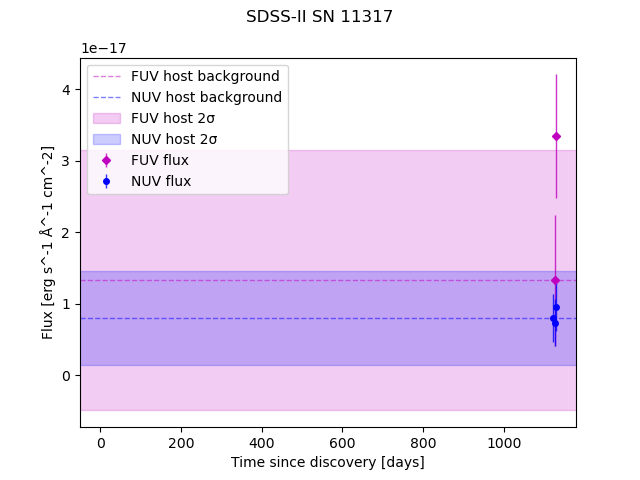 SDSS-II SN 11317
1e−17
FUV host background
NUV host background
FUV host 2σ
NUV host 2σ
FUV flux
NUV flux
4
3
2
1
0
Flux [erg s^-1 Å^-1 cm^-2]
0 200 400 600 800 1000
Time since discovery [days]